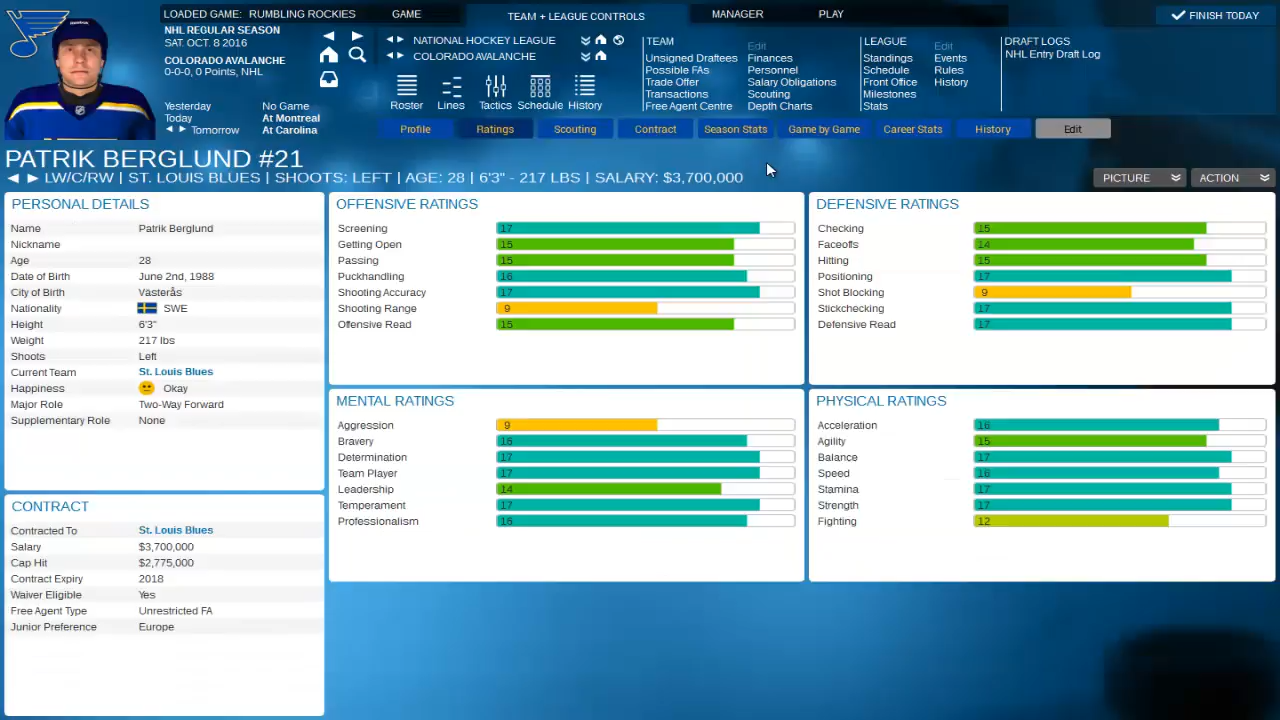 LOADED GAME: RUMBLING ROCKIES
GAME
TEAM + LEAGUE CONTROLS
MANAGER
PLAY
FINISH TODAY
NHL REGULAR SEASON
SAT. OCT. 8 2016
COLORADO AVALANCHE
0-0-0, 0 Points, NHL
Yesterday No Game
Today At Montreal
Tomorrow At Carolina
NATIONAL HOCKEY LEAGUE
COLORADO AVALANCHE
Roster Lines Tactics Schedule History
TEAM
Unsigned Draftees
Possible FAs
Trade Offer
Transactions
Free Agent Centre
Edit
Finances
Personnel
Salary Obligations
Scouting
Depth Charts
LEAGUE
Standings
Schedule
Front Office
Milestones
Stats
Edit
Events
Rules
History
DRAFT LOGS
NHL Entry Draft Log
Profile Ratings Scouting Contract Season Stats Game by Game Career Stats History Edit
PATRIK BERGLUND #21
LW/C/RW | ST. LOUIS BLUES | SHOOTS: LEFT | AGE: 28 | 6'3" - 217 LBS | SALARY: $3,700,000
PICTURE
ACTION
PERSONAL DETAILS
Name Patrik Berglund
Nickname
Age 28
Date of Birth June 2nd, 1988
City of Birth Västerås
Nationality SWE
Height 6'3"
Weight 217 lbs
Shoots Left
Current Team St. Louis Blues
Happiness Okay
Major Role Two-Way Forward
Supplementary Role None
CONTRACT
Contracted To St. Louis Blues
Salary $3,700,000
Cap Hit $2,775,000
Contract Expiry 2018
Waiver Eligible Yes
Free Agent Type Unrestricted FA
Junior Preference Europe
OFFENSIVE RATINGS
Screening 17
Getting Open 15
Passing 15
Puckhandling 16
Shooting Accuracy 17
Shooting Range 9
Offensive Read 15
DEFENSIVE RATINGS
Checking 15
Faceoffs 14
Hitting 15
Positioning 17
Shot Blocking 9
Stickchecking 17
Defensive Read 17
MENTAL RATINGS
Aggression 9
Bravery 16
Determination 17
Team Player 17
Leadership 14
Temperament 17
Professionalism 16
PHYSICAL RATINGS
Acceleration 16
Agility 15
Balance 17
Speed 16
Stamina 17
Strength 17
Fighting 12